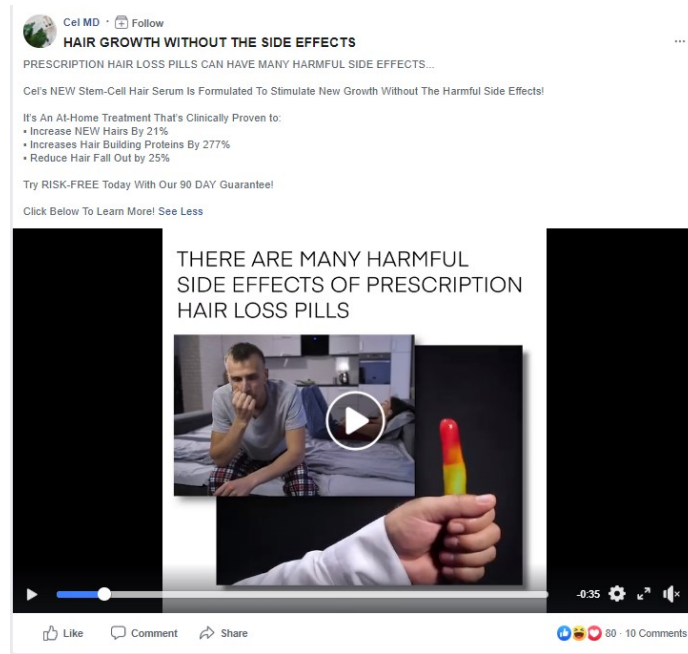 Cel MD · Follow
HAIR GROWTH WITHOUT THE SIDE EFFECTS
PRESCRIPTION HAIR LOSS PILLS CAN HAVE MANY HARMFUL SIDE EFFECTS...
Cel's NEW Stem-Cell Hair Serum Is Formulated To Stimulate New Growth Without The Harmful Side Effects!
It's An At-Home Treatment That's Clinically Proven to:
• Increase NEW Hairs By 21%
• Increases Hair Building Proteins By 277%
• Reduce Hair Fall Out by 25%
Try RISK-FREE Today With Our 90 DAY Guarantee!
Click Below To Learn More! See Less
THERE ARE MANY HARMFUL
SIDE EFFECTS OF PRESCRIPTION
HAIR LOSS PILLS
-0:35
Like Comment Share 80 · 10 Comments